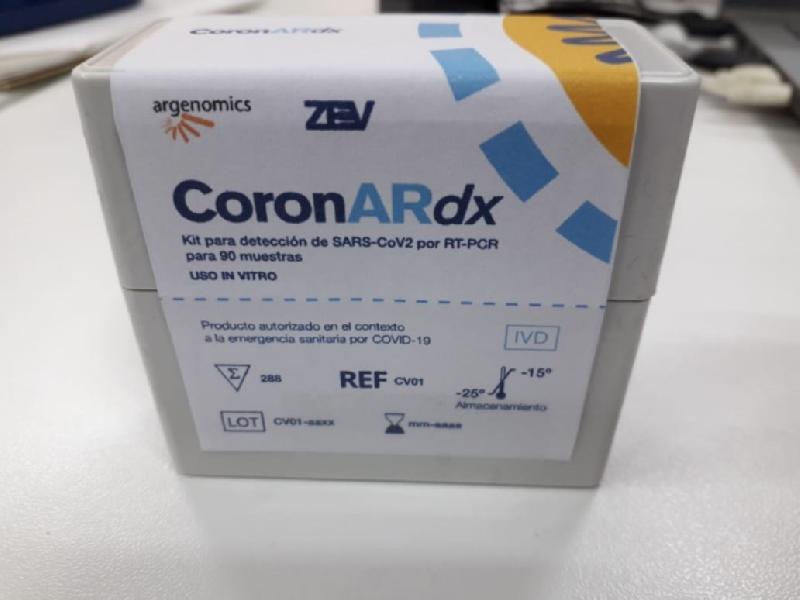 CoronARdx
argenomics
ZEV
CoronARdx
Kit para detección de SARS-CoV2 por RT-PCR
para 90 muestras
USO IN VITRO
Producto autorizado en el contexto
a la emergencia sanitaria por COVID-19
IVD
Σ 288
REF CV01
-15°
-25°
Almacenamiento
LOT CV01-aaxx
mm-aaaa